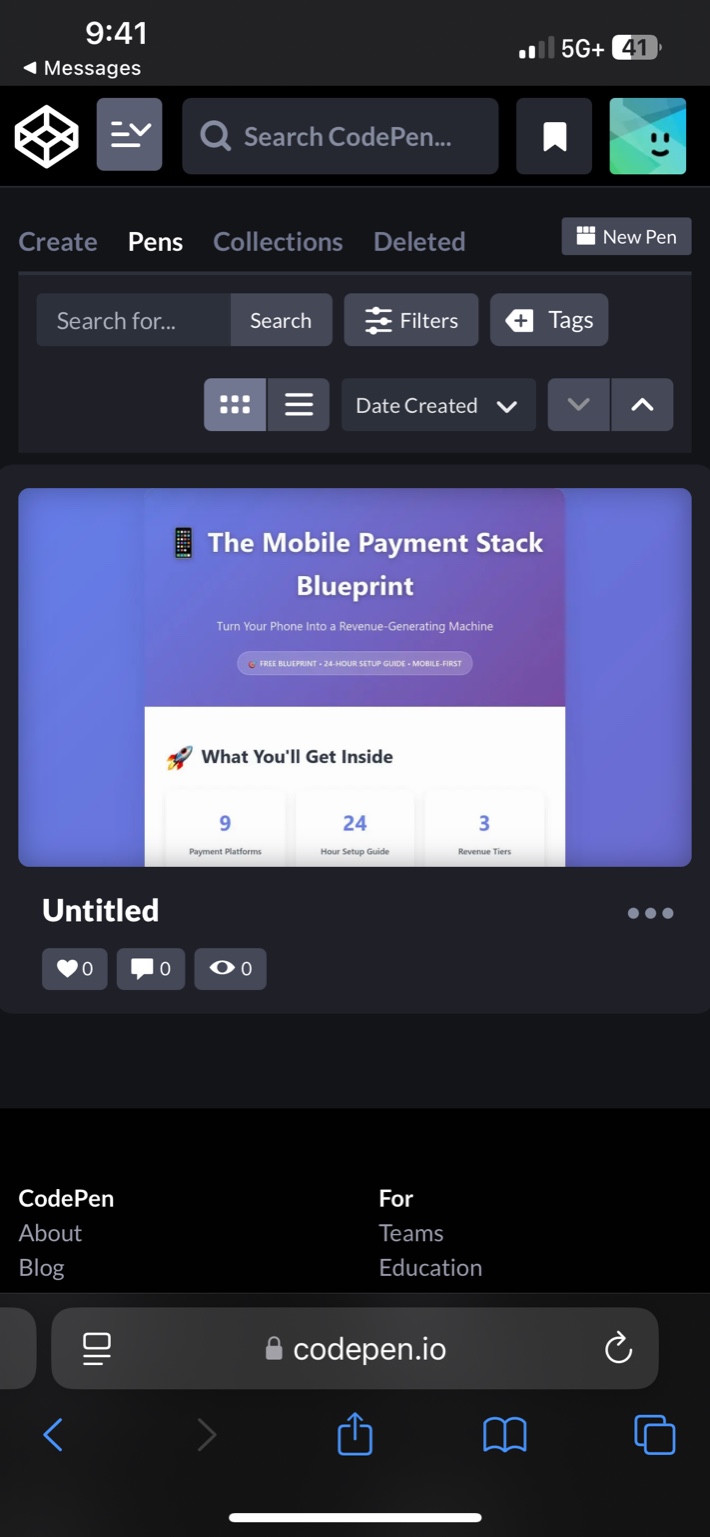 9:41
◀ Messages
5G+ 41
Search CodePen...
Create Pens Collections Deleted
New Pen
Search for... Search Filters Tags
Date Created
📱 The Mobile Payment Stack
Blueprint
Turn Your Phone Into a Revenue-Generating Machine
🎯 FREE BLUEPRINT • 24-HOUR SETUP GUIDE • MOBILE-FIRST
🚀 What You'll Get Inside
9 24 3
Payment Platforms Hour Setup Guide Revenue Tiers
Untitled
0 0 0
CodePen For
About Teams
Blog Education
codepen.io